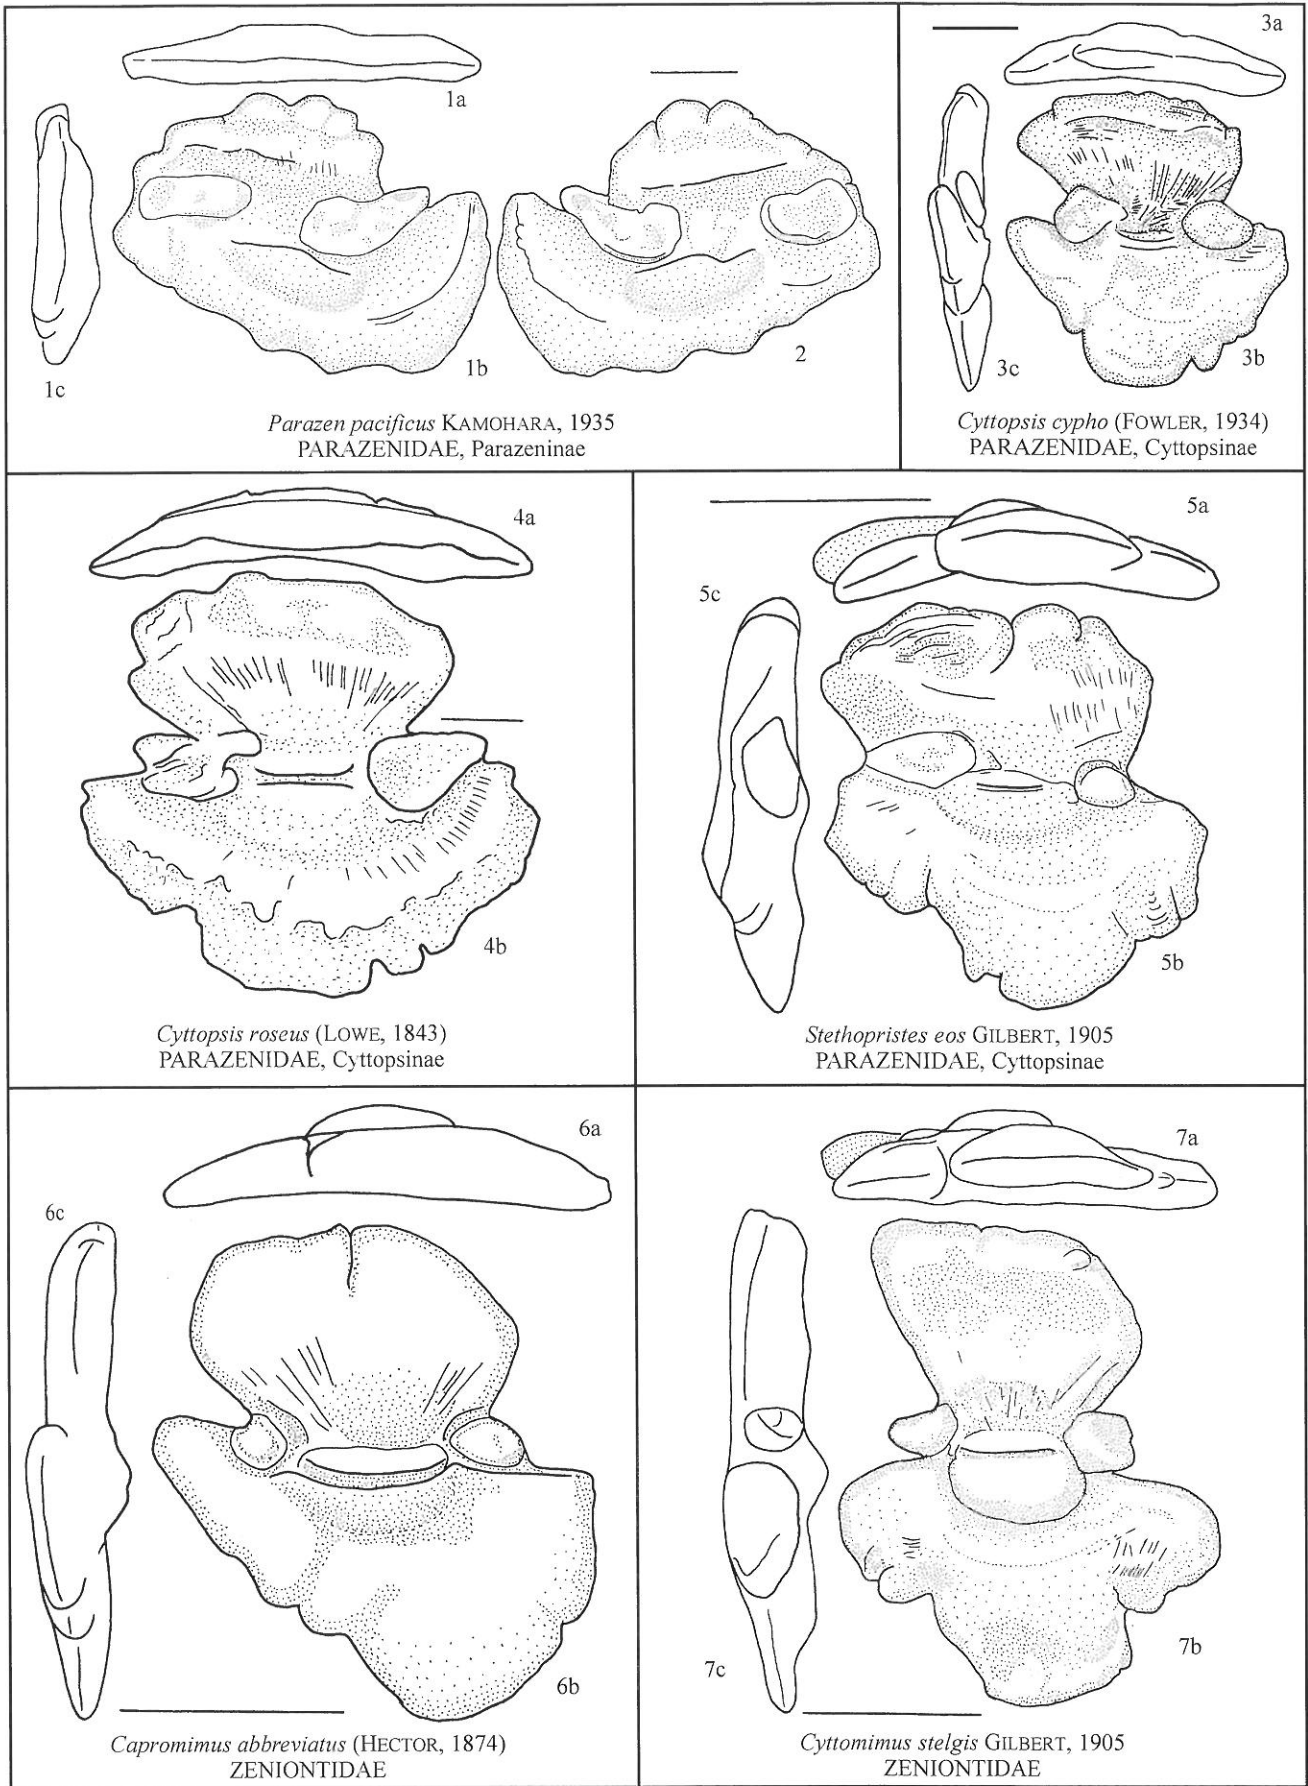 1a
1c
1b
2
Parazen pacificus KAMOHARA, 1935
PARAZENIDAE, Parazeninae
3a
3c
3b
Cyttopsis cypho (FOWLER, 1934)
PARAZENIDAE, Cyttopsinae
4a
4b
Cyttopsis roseus (LOWE, 1843)
PARAZENIDAE, Cyttopsinae
5a
5c
5b
Stethopristes eos GILBERT, 1905
PARAZENIDAE, Cyttopsinae
6a
6c
6b
Capromimus abbreviatus (HECTOR, 1874)
ZENIONTIDAE
7a
7c
7b
Cyttomimus stelgis GILBERT, 1905
ZENIONTIDAE